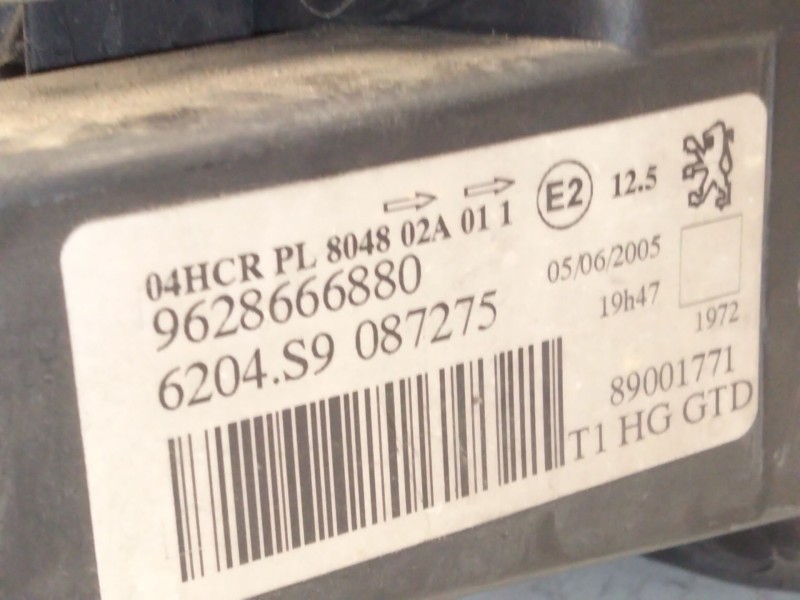 04HCR PL 8048 02A 01 1 E2 12.5
9628666880
6204.S9 087275
05/06/2005
19h47
1972
89001771
T1 HG GTD